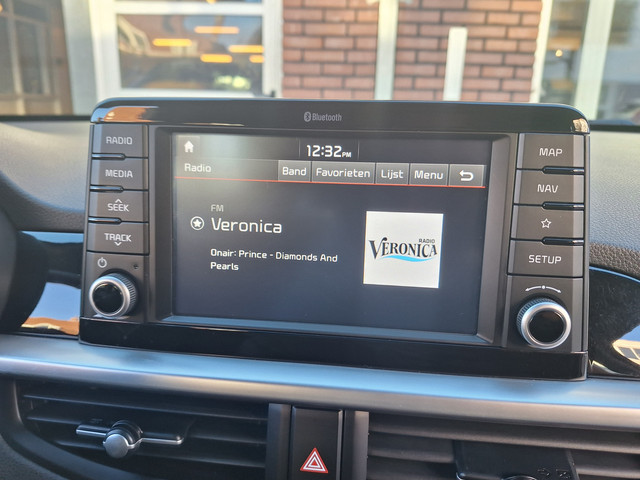 Bluetooth
RADIO
MEDIA
SEEK
TRACK
12:32PM
Radio
Band
Favorieten
Lijst
Menu
FM
Veronica
Onair: Prince - Diamonds And
Pearls
RADIO
VERONICA
MAP
NAV
SETUP